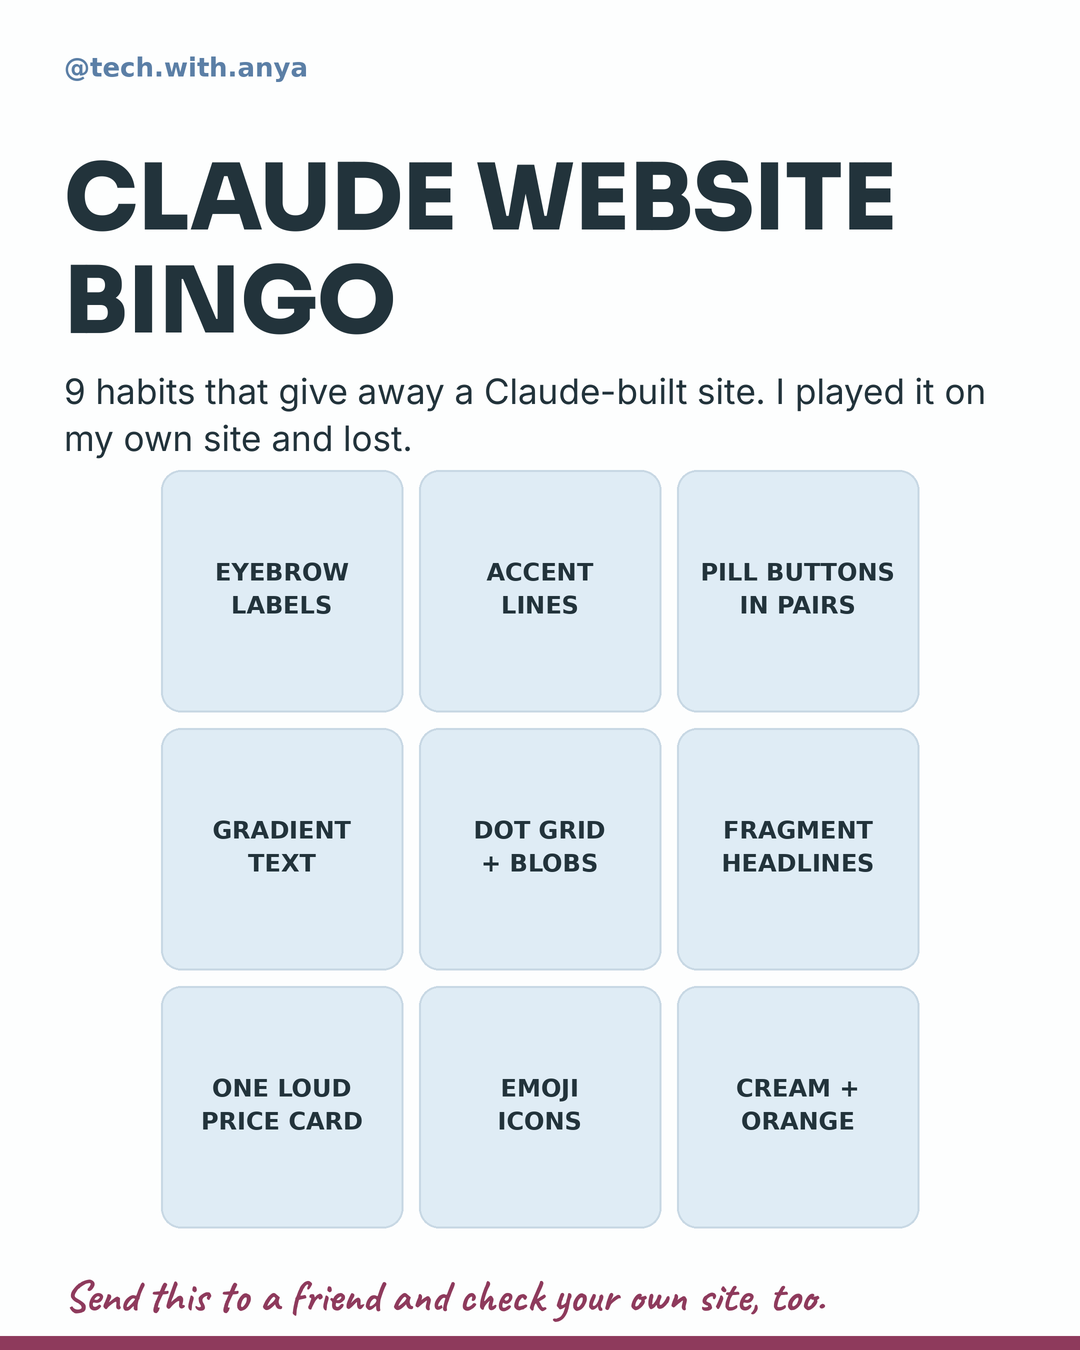 @tech.with.anya
CLAUDE WEBSITE
BINGO
9 habits that give away a Claude-built site. I played it on
my own site and lost.
EYEBROW
LABELS
ACCENT
LINES
PILL BUTTONS
IN PAIRS
GRADIENT
TEXT
DOT GRID
+ BLOBS
FRAGMENT
HEADLINES
ONE LOUD
PRICE CARD
EMOJI
ICONS
CREAM +
ORANGE
Send this to a friend and check your own site, too.